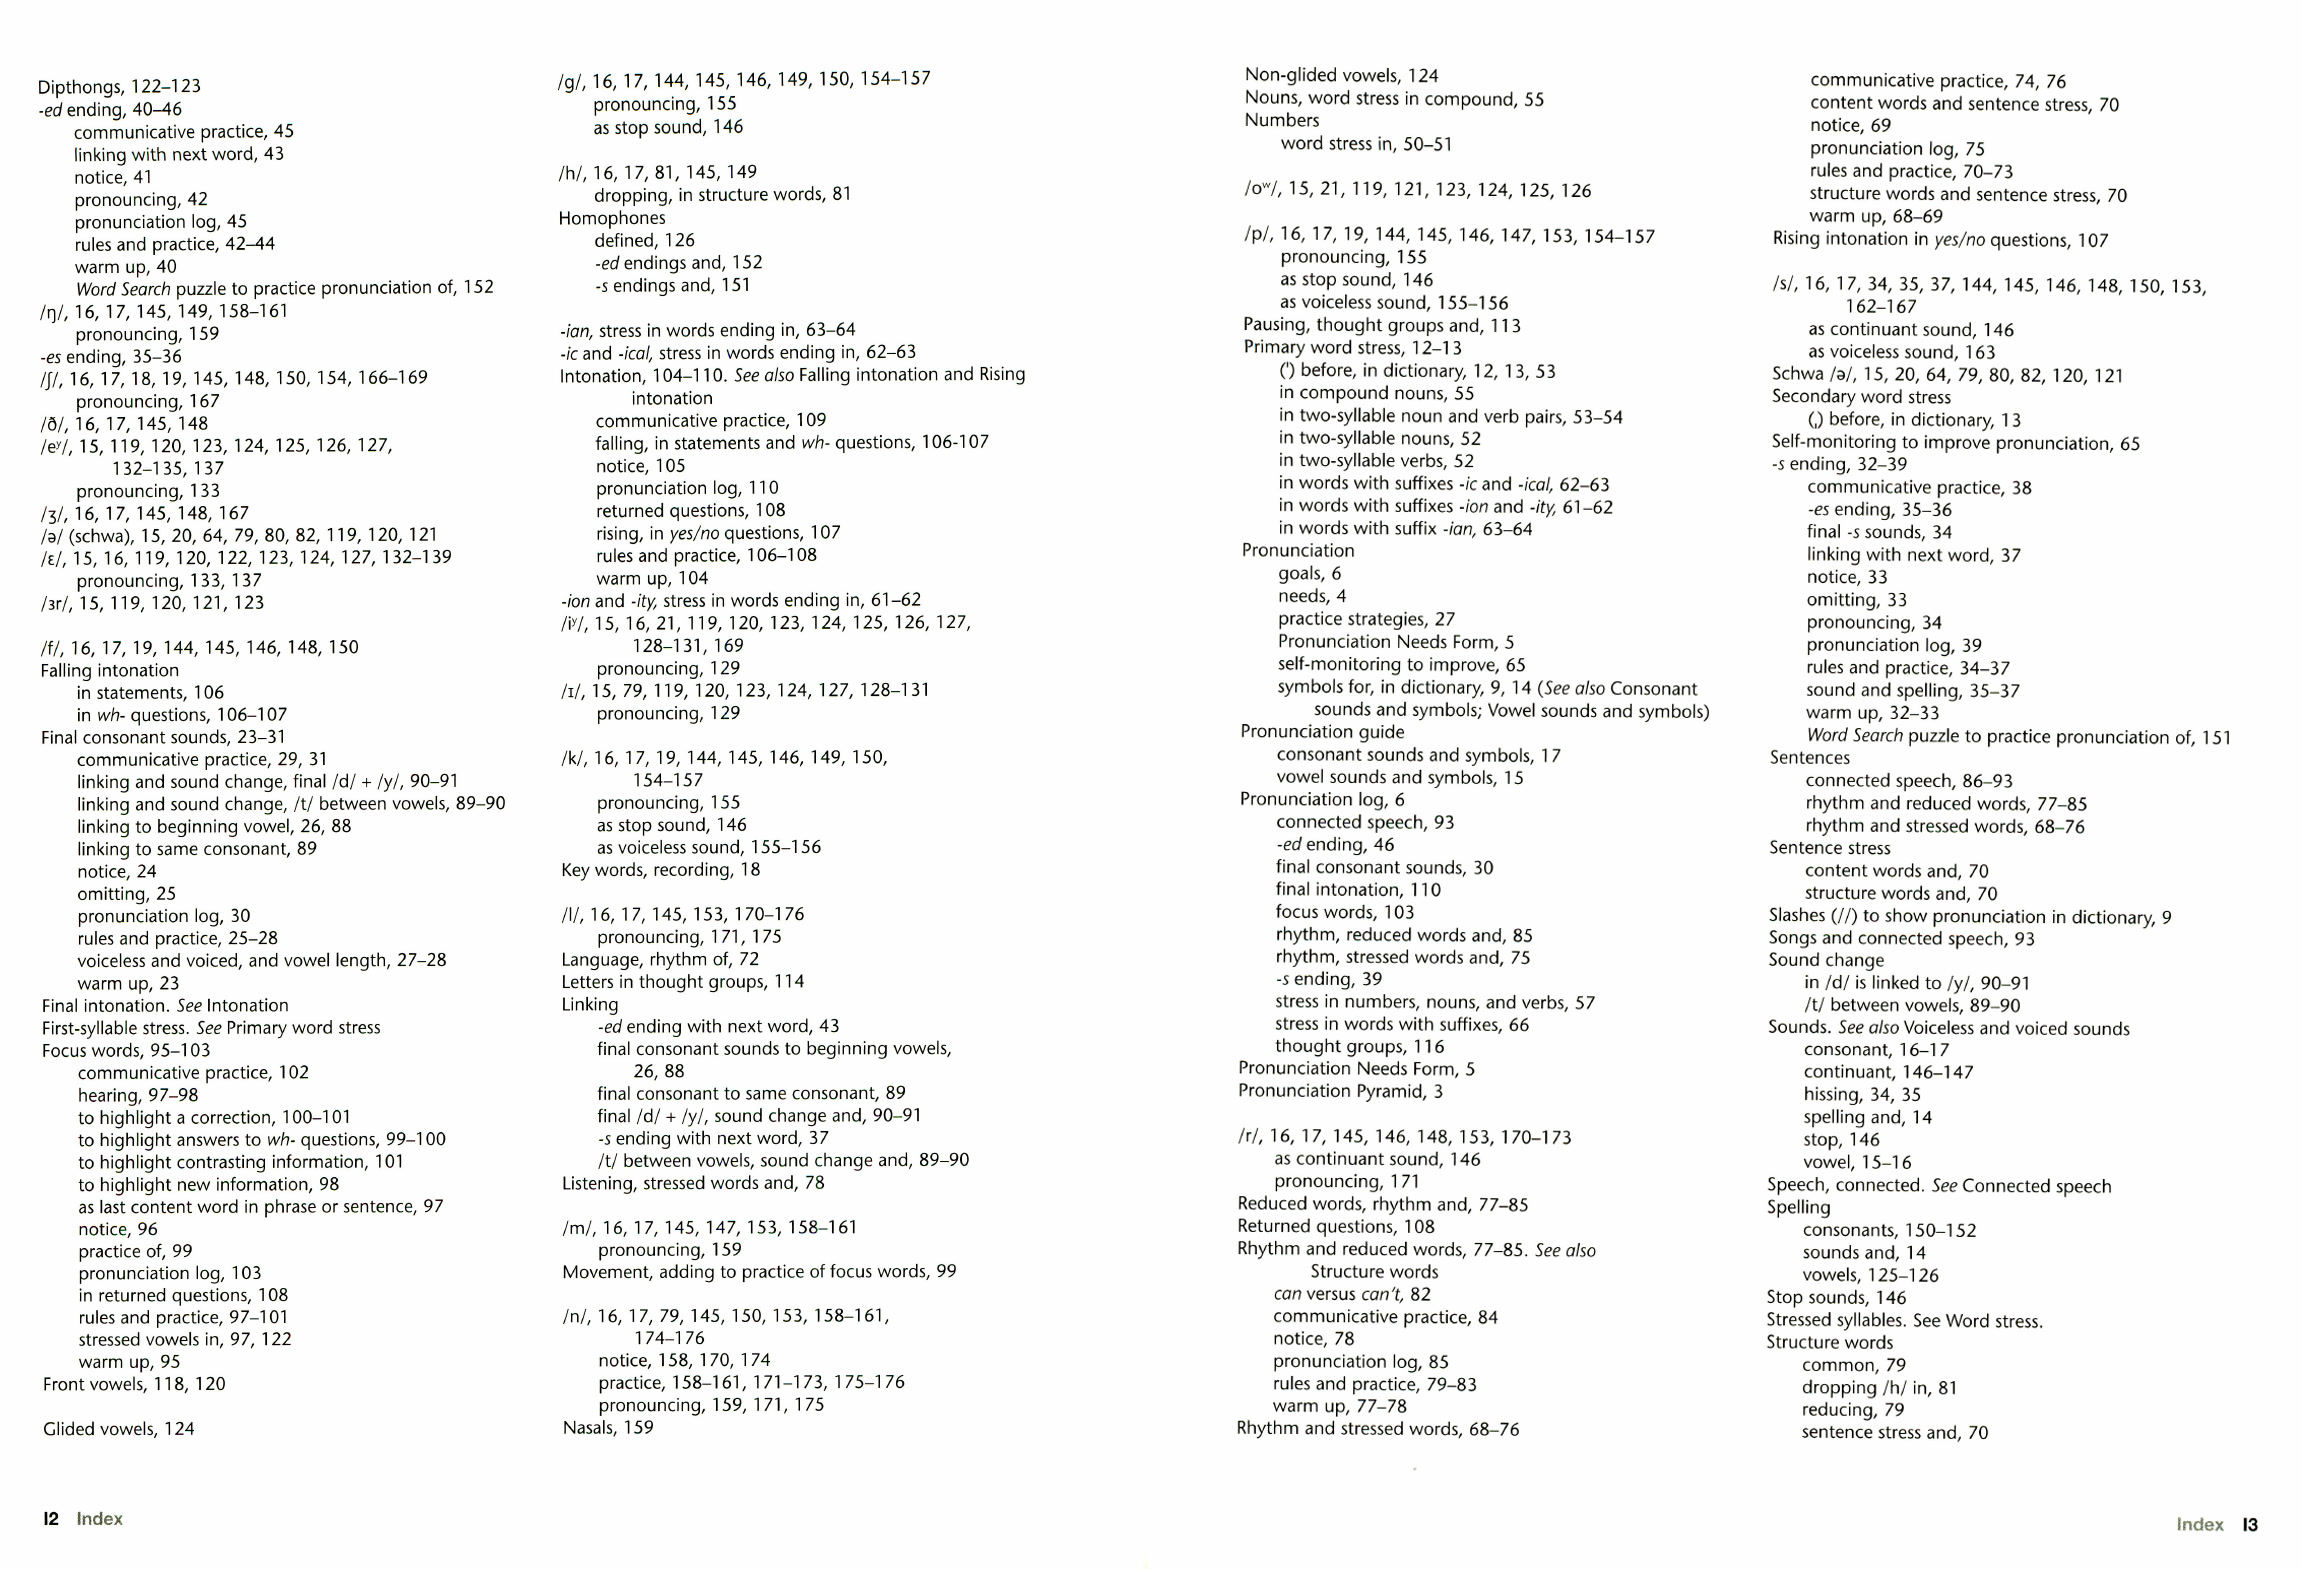 Dipthongs, 122–123
-ed ending, 40–46
communicative practice, 45
linking with next word, 43
notice, 41
pronouncing, 42
pronunciation log, 45
rules and practice, 42–44
warm up, 40
Word Search puzzle to practice pronunciation of, 152
/ŋ/, 16, 17, 145, 149, 158–161
pronouncing, 159
-es ending, 35–36
/ʃ/, 16, 17, 18, 19, 145, 148, 150, 154, 166–169
pronouncing, 167
/ð/, 16, 17, 145, 148
/eʸ/, 15, 119, 120, 123, 124, 125, 126, 127,
132–135, 137
pronouncing, 133
/ʒ/, 16, 17, 145, 148, 167
/ə/ (schwa), 15, 20, 64, 79, 80, 82, 119, 120, 121
/ɛ/, 15, 16, 119, 120, 122, 123, 124, 127, 132–139
pronouncing, 133, 137
/ɜr/, 15, 119, 120, 121, 123
/f/, 16, 17, 19, 144, 145, 146, 148, 150
Falling intonation
in statements, 106
in wh- questions, 106–107
Final consonant sounds, 23–31
communicative practice, 29, 31
linking and sound change, final /d/ + /y/, 90–91
linking and sound change, /t/ between vowels, 89–90
linking to beginning vowel, 26, 88
linking to same consonant, 89
notice, 24
omitting, 25
pronunciation log, 30
rules and practice, 25–28
voiceless and voiced, and vowel length, 27–28
warm up, 23
Final intonation. See Intonation
First-syllable stress. See Primary word stress
Focus words, 95–103
communicative practice, 102
hearing, 97–98
to highlight a correction, 100–101
to highlight answers to wh- questions, 99–100
to highlight contrasting information, 101
to highlight new information, 98
as last content word in phrase or sentence, 97
notice, 96
practice of, 99
pronunciation log, 103
in returned questions, 108
rules and practice, 97–101
stressed vowels in, 97, 122
warm up, 95
Front vowels, 118, 120
Glided vowels, 124
/g/, 16, 17, 144, 145, 146, 149, 150, 154–157
pronouncing, 155
as stop sound, 146
/h/, 16, 17, 81, 145, 149
dropping, in structure words, 81
Homophones
defined, 126
-ed endings and, 152
-s endings and, 151
-ian, stress in words ending in, 63–64
-ic and -ical, stress in words ending in, 62–63
Intonation, 104–110. See also Falling intonation and Rising
intonation
communicative practice, 109
falling, in statements and wh- questions, 106-107
notice, 105
pronunciation log, 110
returned questions, 108
rising, in yes/no questions, 107
rules and practice, 106–108
warm up, 104
-ion and -ity, stress in words ending in, 61–62
/iʸ/, 15, 16, 21, 119, 120, 123, 124, 125, 126, 127,
128–131, 169
pronouncing, 129
/ɪ/, 15, 79, 119, 120, 123, 124, 127, 128–131
pronouncing, 129
/k/, 16, 17, 19, 144, 145, 146, 149, 150,
154–157
pronouncing, 155
as stop sound, 146
as voiceless sound, 155–156
Key words, recording, 18
/l/, 16, 17, 145, 153, 170–176
pronouncing, 171, 175
Language, rhythm of, 72
Letters in thought groups, 114
Linking
-ed ending with next word, 43
final consonant sounds to beginning vowels,
26, 88
final consonant to same consonant, 89
final /d/ + /y/, sound change and, 90–91
-s ending with next word, 37
/t/ between vowels, sound change and, 89–90
Listening, stressed words and, 78
/m/, 16, 17, 145, 147, 153, 158–161
pronouncing, 159
Movement, adding to practice of focus words, 99
/n/, 16, 17, 79, 145, 150, 153, 158–161,
174–176
notice, 158, 170, 174
practice, 158–161, 171–173, 175–176
pronouncing, 159, 171, 175
Nasals, 159
12 Index
Non-glided vowels, 124
Nouns, word stress in compound, 55
Numbers
word stress in, 50–51
/oʷ/, 15, 21, 119, 121, 123, 124, 125, 126
/p/, 16, 17, 19, 144, 145, 146, 147, 153, 154–157
pronouncing, 155
as stop sound, 146
as voiceless sound, 155–156
Pausing, thought groups and, 113
Primary word stress, 12–13
(ˈ) before, in dictionary, 12, 13, 53
in compound nouns, 55
in two-syllable noun and verb pairs, 53–54
in two-syllable nouns, 52
in two-syllable verbs, 52
in words with suffixes -ic and -ical, 62–63
in words with suffixes -ion and -ity, 61–62
in words with suffix -ian, 63–64
Pronunciation
goals, 6
needs, 4
practice strategies, 27
Pronunciation Needs Form, 5
self-monitoring to improve, 65
symbols for, in dictionary, 9, 14 (See also Consonant
sounds and symbols; Vowel sounds and symbols)
Pronunciation guide
consonant sounds and symbols, 17
vowel sounds and symbols, 15
Pronunciation log, 6
connected speech, 93
-ed ending, 46
final consonant sounds, 30
final intonation, 110
focus words, 103
rhythm, reduced words and, 85
rhythm, stressed words and, 75
-s ending, 39
stress in numbers, nouns, and verbs, 57
stress in words with suffixes, 66
thought groups, 116
Pronunciation Needs Form, 5
Pronunciation Pyramid, 3
/r/, 16, 17, 145, 146, 148, 153, 170–173
as continuant sound, 146
pronouncing, 171
Reduced words, rhythm and, 77–85
Returned questions, 108
Rhythm and reduced words, 77–85. See also
Structure words
can versus can't, 82
communicative practice, 84
notice, 78
pronunciation log, 85
rules and practice, 79–83
warm up, 77–78
Rhythm and stressed words, 68–76
communicative practice, 74, 76
content words and sentence stress, 70
notice, 69
pronunciation log, 75
rules and practice, 70–73
structure words and sentence stress, 70
warm up, 68–69
Rising intonation in yes/no questions, 107
/s/, 16, 17, 34, 35, 37, 144, 145, 146, 148, 150, 153,
162–167
as continuant sound, 146
as voiceless sound, 163
Schwa /ə/, 15, 20, 64, 79, 80, 82, 120, 121
Secondary word stress
(ˌ) before, in dictionary, 13
Self-monitoring to improve pronunciation, 65
-s ending, 32–39
communicative practice, 38
-es ending, 35–36
final -s sounds, 34
linking with next word, 37
notice, 33
omitting, 33
pronouncing, 34
pronunciation log, 39
rules and practice, 34–37
sound and spelling, 35–37
warm up, 32–33
Word Search puzzle to practice pronunciation of, 151
Sentences
connected speech, 86–93
rhythm and reduced words, 77–85
rhythm and stressed words, 68–76
Sentence stress
content words and, 70
structure words and, 70
Slashes (//) to show pronunciation in dictionary, 9
Songs and connected speech, 93
Sound change
in /d/ is linked to /y/, 90–91
/t/ between vowels, 89–90
Sounds. See also Voiceless and voiced sounds
consonant, 16–17
continuant, 146–147
hissing, 34, 35
spelling and, 14
stop, 146
vowel, 15–16
Speech, connected. See Connected speech
Spelling
consonants, 150–152
sounds and, 14
vowels, 125–126
Stop sounds, 146
Stressed syllables. See Word stress.
Structure words
common, 79
dropping /h/ in, 81
reducing, 79
sentence stress and, 70
Index 13